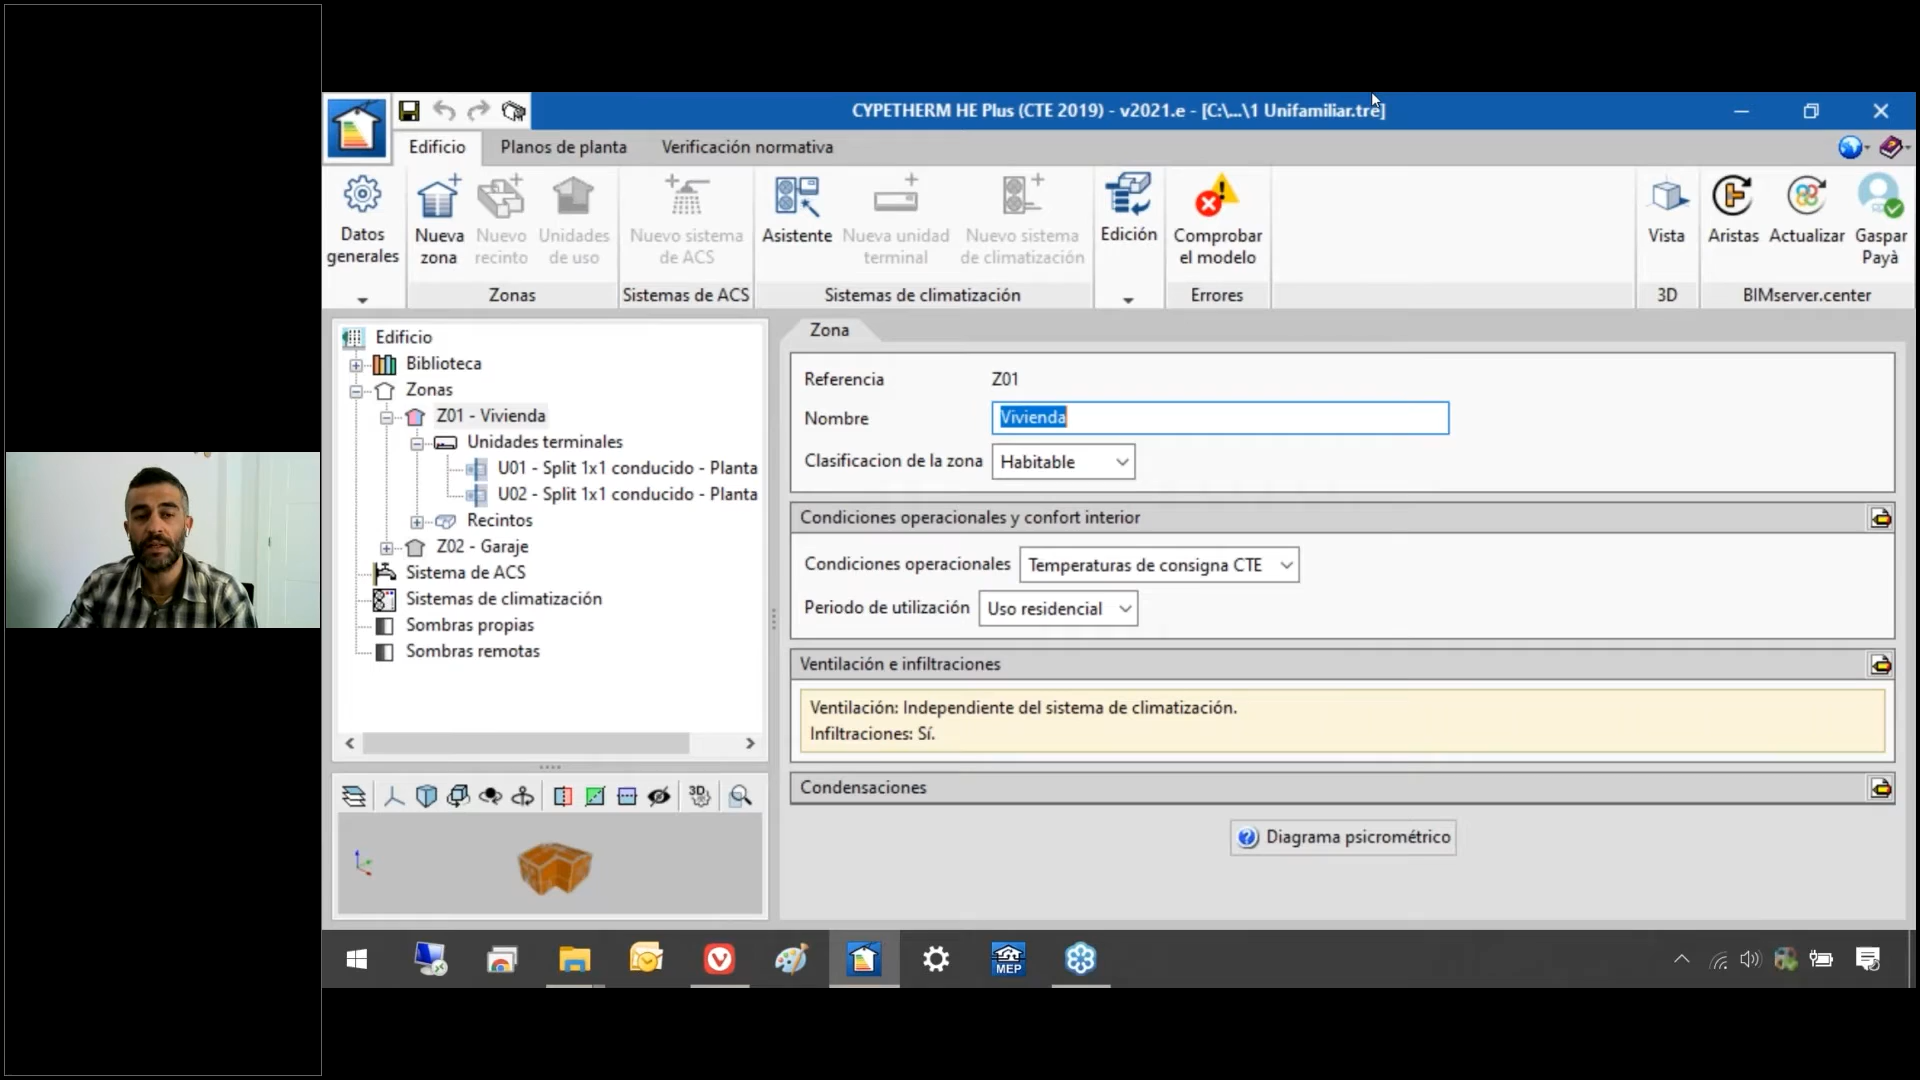 CYPETHERM HE Plus (CTE 2019) - v2021.e - [C:\...\1 Unifamiliar.tre]
Edificio
Planos de planta
Verificación normativa
Datos generales
Nueva zona
Nuevo recinto
Unidades de uso
Nuevo sistema de ACS
Asistente
Nueva unidad terminal
Nuevo sistema de climatización
Edición
Comprobar el modelo
Vista
Aristas
Actualizar
Gaspar Payà
Zonas
Sistemas de ACS
Sistemas de climatización
Errores
3D
BIMserver.center
Edificio
Biblioteca
Zonas
Z01 - Vivienda
Unidades terminales
U01 - Split 1x1 conducido - Planta
U02 - Split 1x1 conducido - Planta
Recintos
Z02 - Garaje
Sistema de ACS
Sistemas de climatización
Sombras propias
Sombras remotas
3D
Zona
Referencia Z01
Nombre Vivienda
Clasificacion de la zona Habitable
Condiciones operacionales y confort interior
Condiciones operacionales Temperaturas de consigna CTE
Periodo de utilización Uso residencial
Ventilación e infiltraciones
Ventilación: Independiente del sistema de climatización.
Infiltraciones: Sí.
Condensaciones
Diagrama psicrométrico
MEP